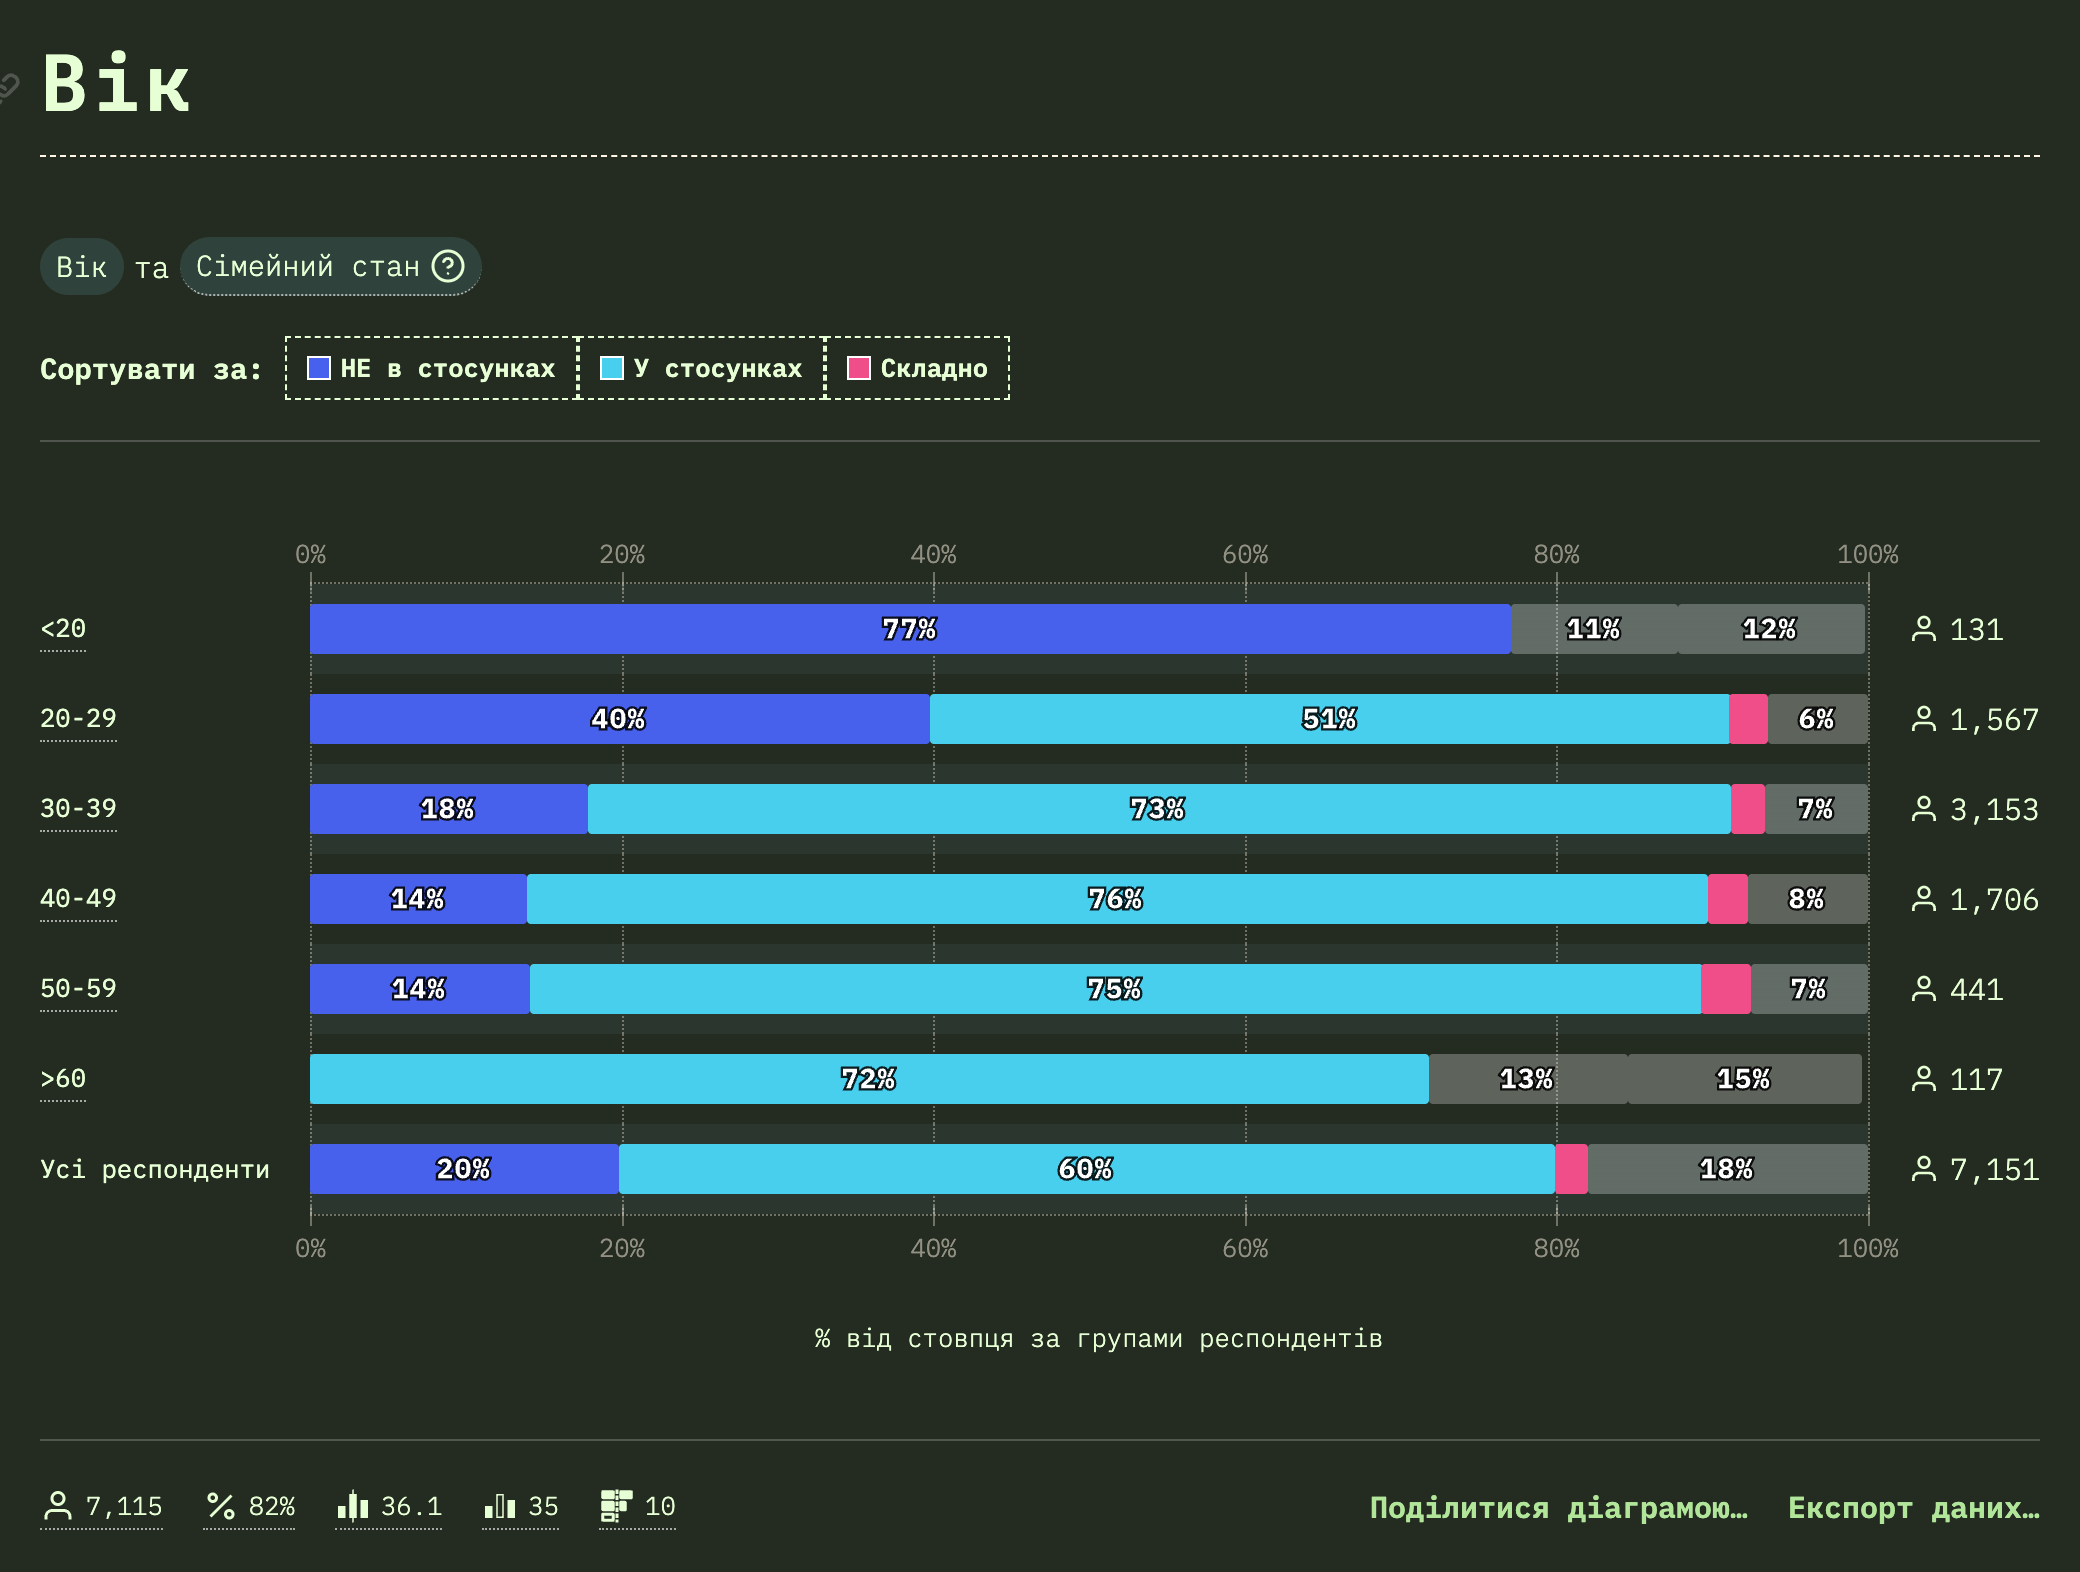 Вік
Вік та Сімейний стан
Сортувати за: НЕ в стосунках У стосунках Складно
0% 20% 40% 60% 80% 100%
<20 77% 11% 12% 131
20-29 40% 51% 6% 1,567
30-39 18% 73% 7% 3,153
40-49 14% 76% 8% 1,706
50-59 14% 75% 7% 441
>60 72% 13% 15% 117
Усі респонденти 20% 60% 18% 7,151
0% 20% 40% 60% 80% 100%
% від стовпця за групами респондентів
7,115 82% 36.1 35 10 Поділитися діаграмою… Експорт даних…